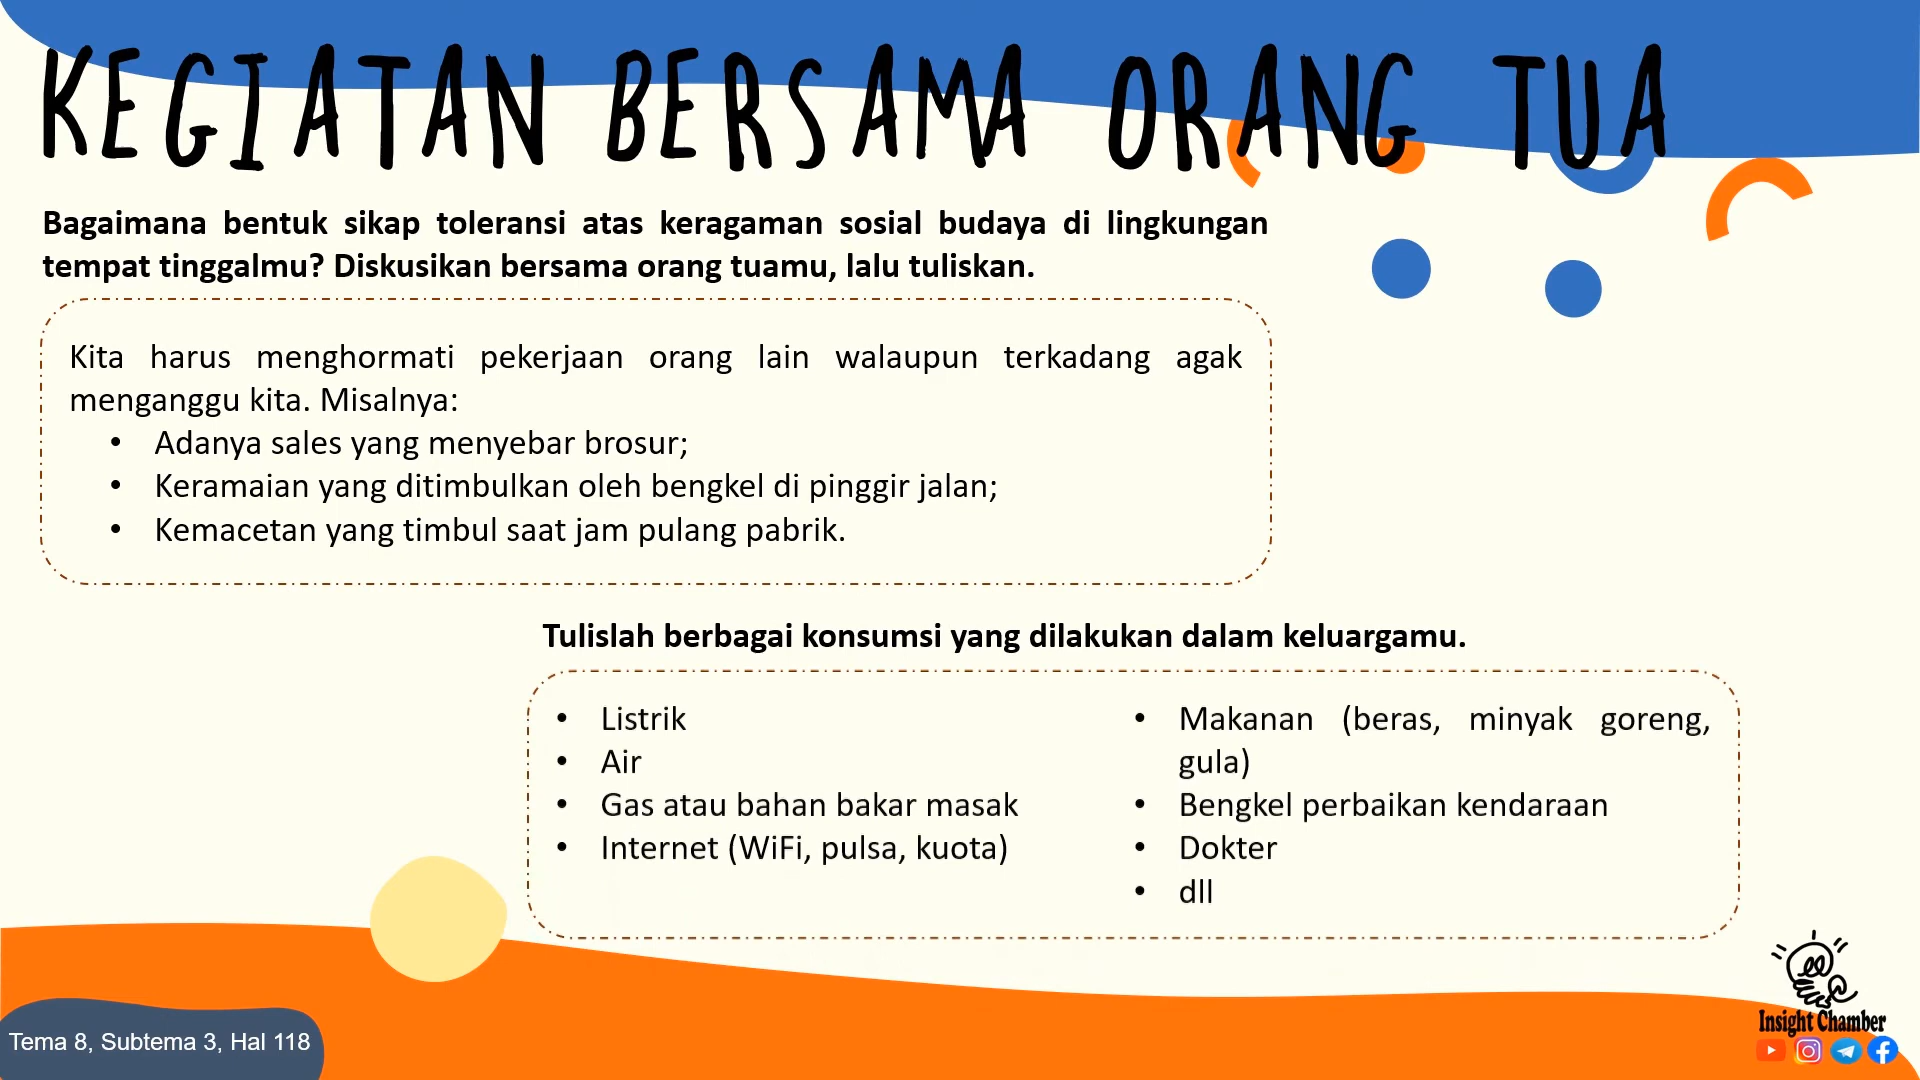 KEGIATAN BERSAMA ORANG TUA
Bagaimana bentuk sikap toleransi atas keragaman sosial budaya di lingkungan
tempat tinggalmu? Diskusikan bersama orang tuamu, lalu tuliskan.
Kita harus menghormati pekerjaan orang lain walaupun terkadang agak
menganggu kita. Misalnya:
• Adanya sales yang menyebar brosur;
• Keramaian yang ditimbulkan oleh bengkel di pinggir jalan;
• Kemacetan yang timbul saat jam pulang pabrik.
Tulislah berbagai konsumsi yang dilakukan dalam keluargamu.
• Listrik
• Air
• Gas atau bahan bakar masak
• Internet (WiFi, pulsa, kuota)
• Makanan (beras, minyak goreng,
gula)
• Bengkel perbaikan kendaraan
• Dokter
• dll
Tema 8, Subtema 3, Hal 118
Insight Chamber